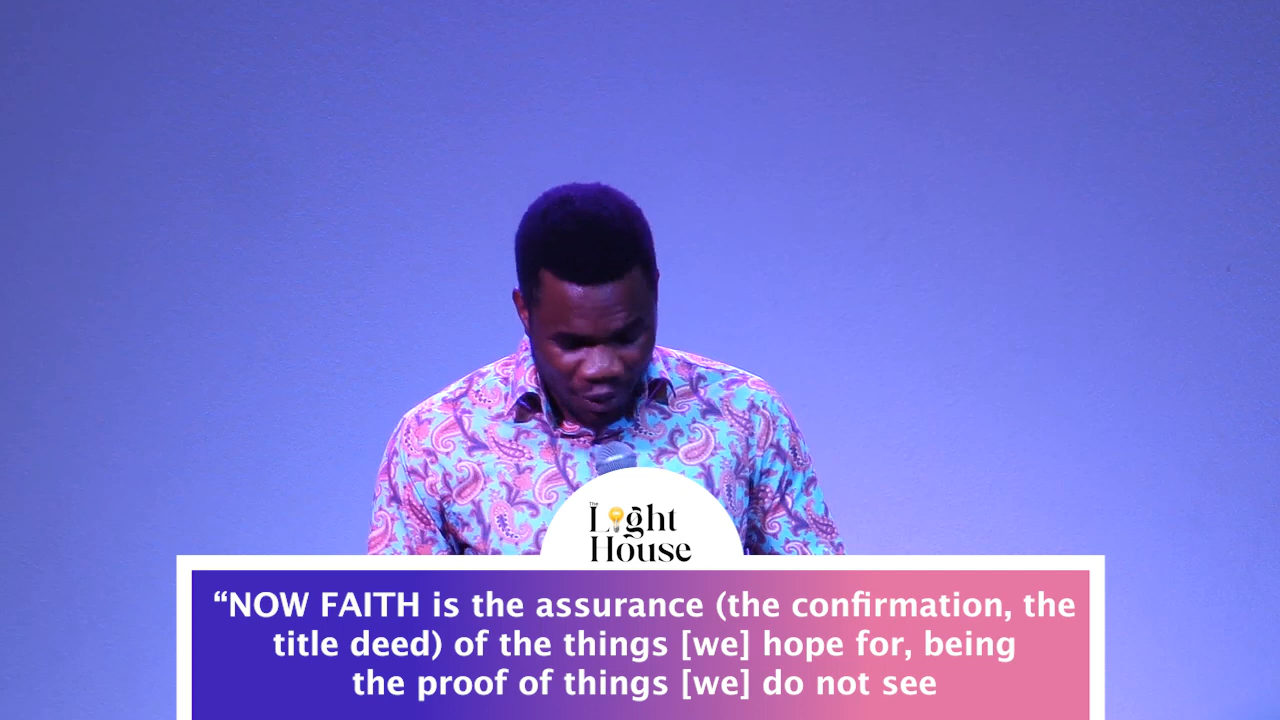 The
Light
House
“NOW FAITH is the assurance (the confirmation, the
title deed) of the things [we] hope for, being
the proof of things [we] do not see